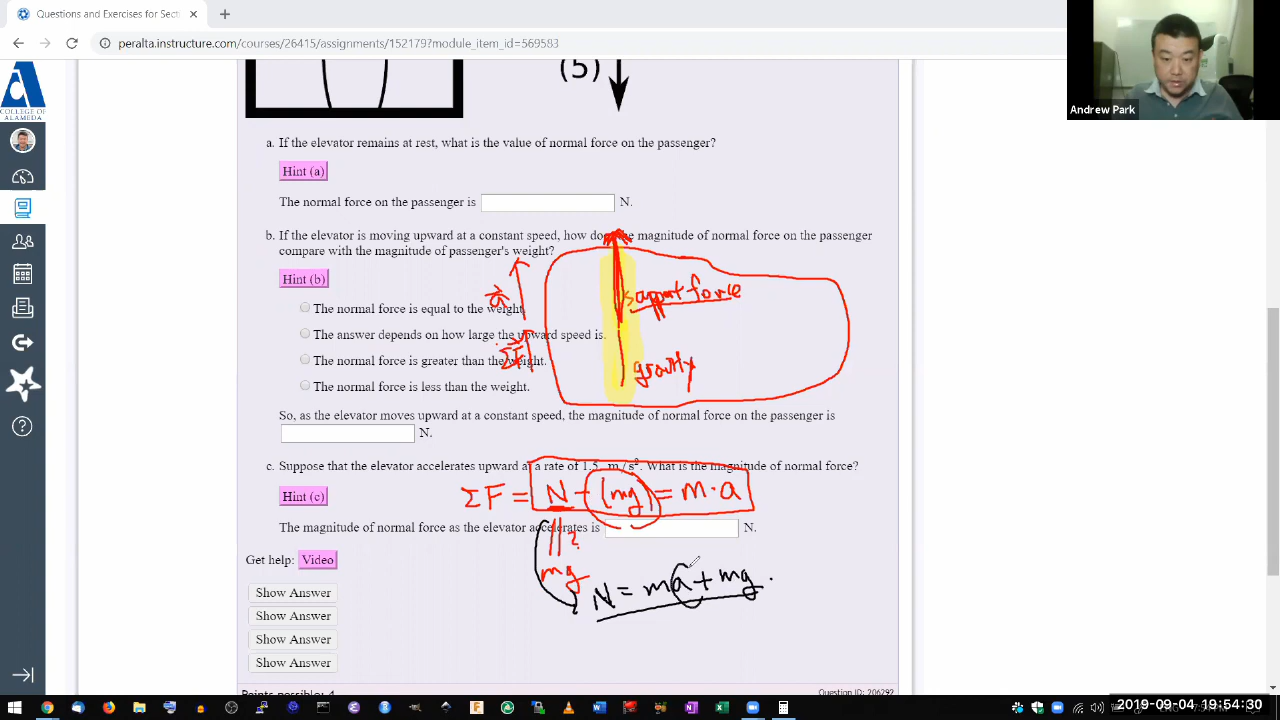 Questions and Exercises for Sect
peralta.instructure.com/courses/26415/assignments/152179?module_item_id=569583
COLLEGE OF
ALAMEDA
Andrew Park
(5)
a. If the elevator remains at rest, what is the value of normal force on the passenger?
Hint (a)
The normal force on the passenger is N.
b. If the elevator is moving upward at a constant speed, how does the magnitude of normal force on the passenger
compare with the magnitude of passenger's weight?
Hint (b)
The normal force is equal to the weight.
support force
The answer depends on how large the upward speed is.
The normal force is greater than the weight.
gravity
The normal force is less than the weight.
So, as the elevator moves upward at a constant speed, the magnitude of normal force on the passenger is
N.
c. Suppose that the elevator accelerates upward at a rate of 1.5 m/s². What is the magnitude of normal force?
Hint (c)
ΣF = N - (mg) = m·a
The magnitude of normal force as the elevator accelerates is N.
Get help: Video
mg
N = ma + mg.
Show Answer
Show Answer
Show Answer
Show Answer
Points possible: 4
Question ID: 206292
2019-09-04 19:54:30